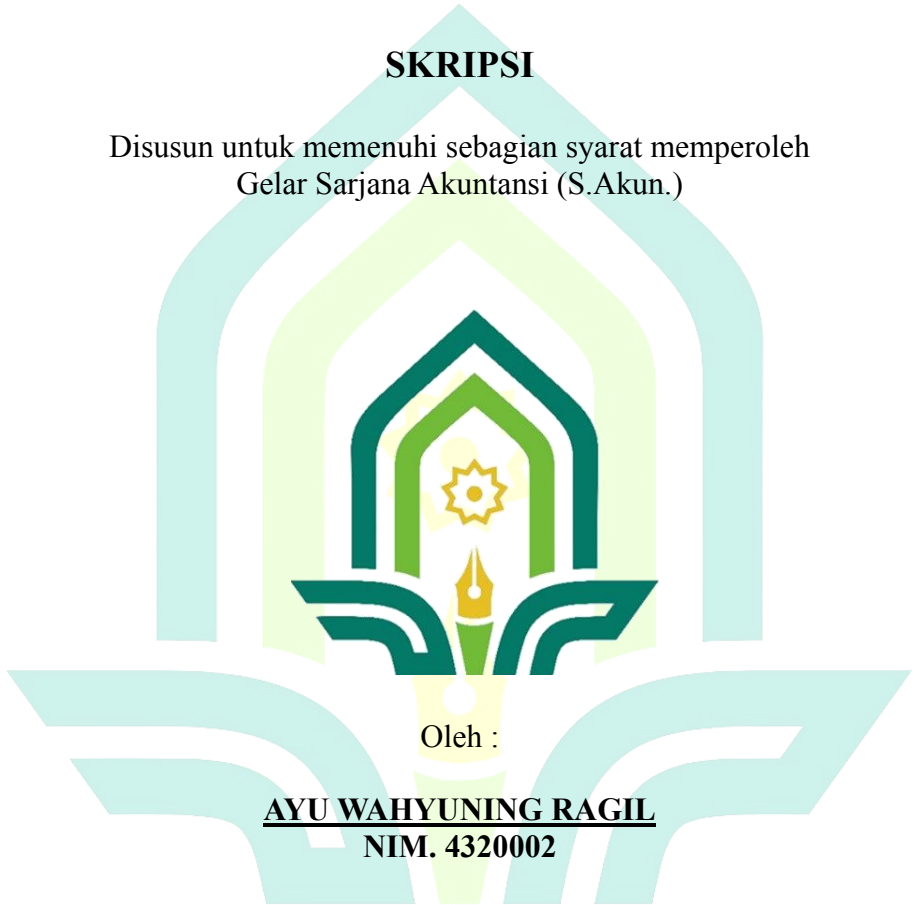 SKRIPSI
Disusun untuk memenuhi sebagian syarat memperoleh
Gelar Sarjana Akuntansi (S.Akun.)
Oleh :
AYU WAHYUNING RAGIL
NIM. 4320002